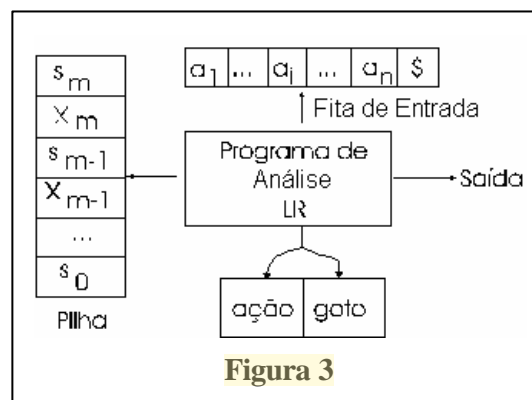 a1 ... ai ... an $
Fita de Entrada
sm
Xm
sm-1
Xm-1
...
s0
Pilha
Programa de
Análise
LR
Saída
ação goto
Figura 3